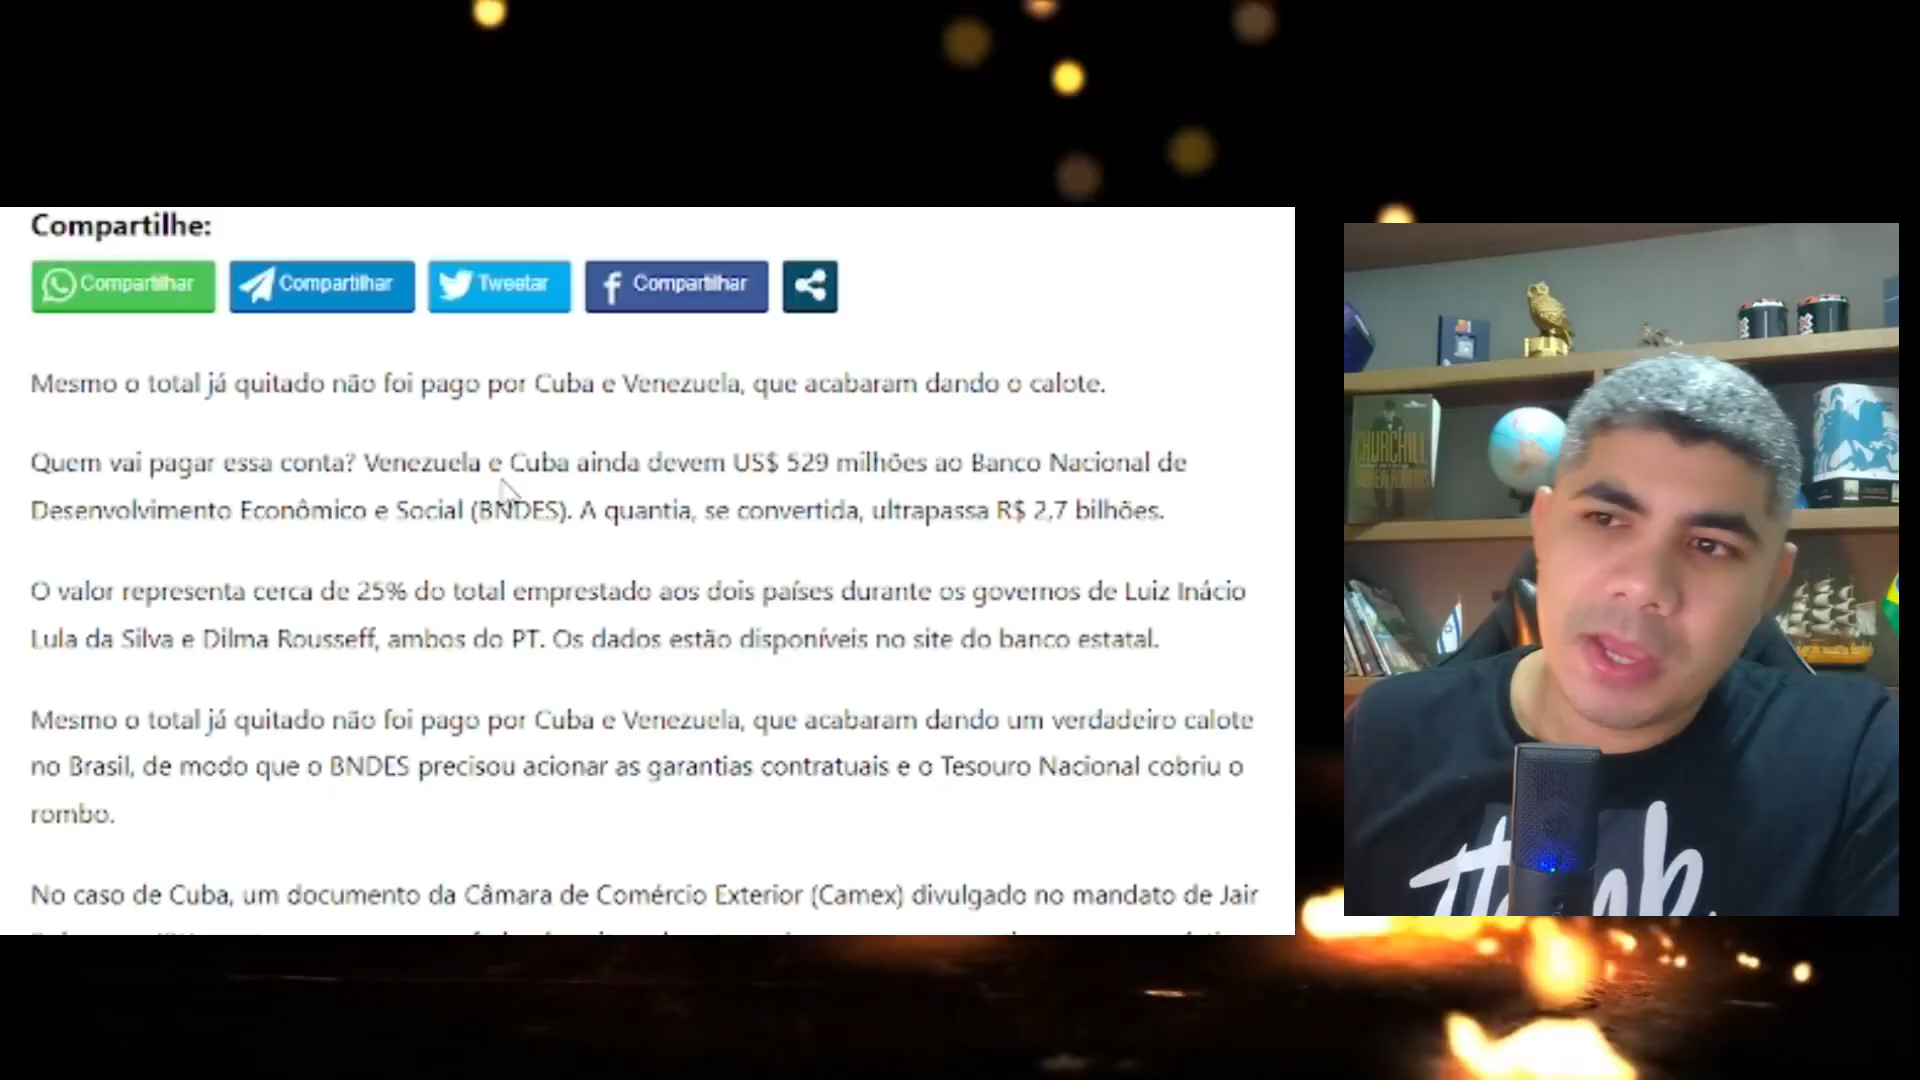 Compartilhe:
Compartilhar Compartilhar Tweetar Compartilhar
Mesmo o total já quitado não foi pago por Cuba e Venezuela, que acabaram dando o calote.
Quem vai pagar essa conta? Venezuela e Cuba ainda devem US$ 529 milhões ao Banco Nacional de
Desenvolvimento Econômico e Social (BNDES). A quantia, se convertida, ultrapassa R$ 2,7 bilhões.
O valor representa cerca de 25% do total emprestado aos dois países durante os governos de Luiz Inácio
Lula da Silva e Dilma Rousseff, ambos do PT. Os dados estão disponíveis no site do banco estatal.
Mesmo o total já quitado não foi pago por Cuba e Venezuela, que acabaram dando um verdadeiro calote
no Brasil, de modo que o BNDES precisou acionar as garantias contratuais e o Tesouro Nacional cobriu o
rombo.
No caso de Cuba, um documento da Câmara de Comércio Exterior (Camex) divulgado no mandato de Jair
CHURCHILL